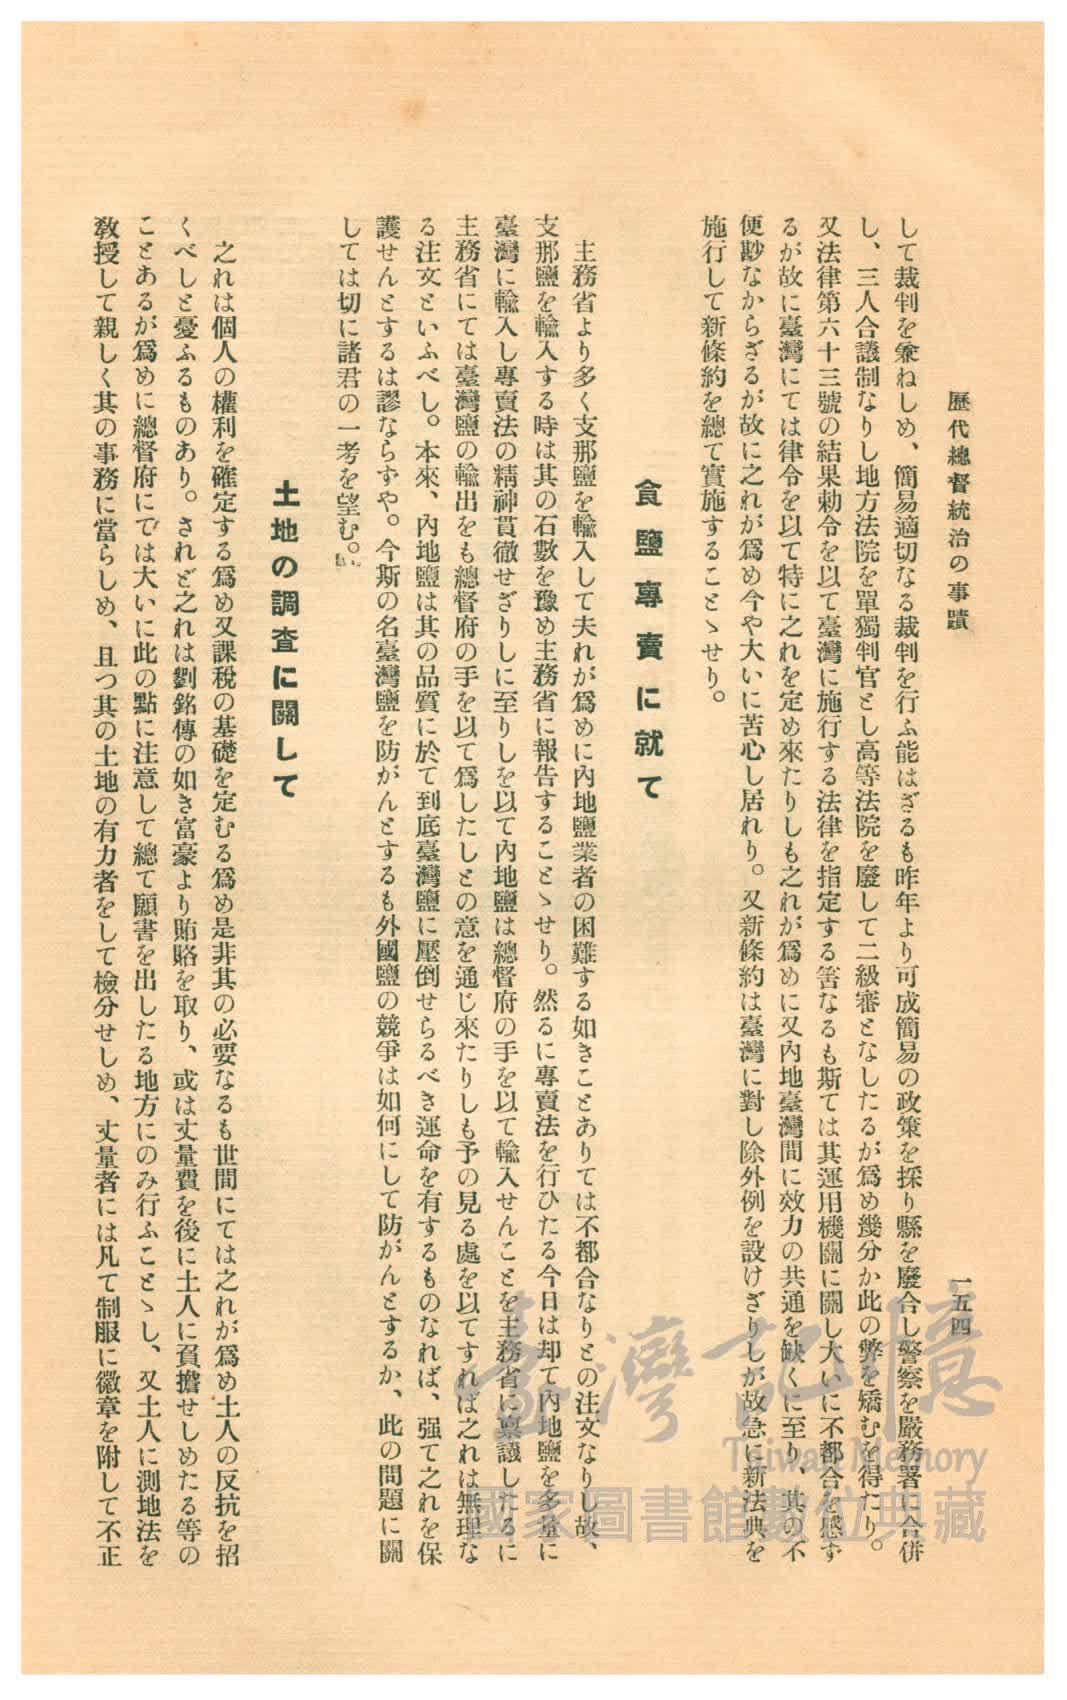 歷代總督統治の事蹟
一五四
して裁判を兼ねしめ、簡易適切なる裁判を行ふ能はざるも昨年より可成簡易の政策を採り縣を廢合し警察を嚴務署に合併
し、三人合議制なりし地方法院を單獨判官とし高等法院を廢して二級審となしたるが爲め幾分か此の弊を矯むを得たり。
又法律第六十三號の結果勅令を以て臺灣に施行する法律を指定する筈なるも斯ては其運用機關に關し大いに不都合を感ず
るが故に臺灣にては律令を以て特に之れを定め來たりしも之れが爲めに又內地臺灣間に效力の共通を缺くに至り、其の不
便尠なからざるが故に之れが爲め今や大いに苦心し居れり。又新條約は臺灣に對し除外例を設けざりしが故急に新法典を
施行して新條約を總て實施することゝせり。
食鹽專賣に就て
主務省より多く支那鹽を輸入して夫れが爲めに內地鹽業者の困難する如きことありては不都合なりとの注文なりし故、
支那鹽を輸入する時は其の石數を豫め主務省に報告することゝせり。然るに專賣法を行ひたる今日は却て內地鹽を多量に
臺灣に輸入し專賣法の精神貫徹せざりしに至りしを以て內地鹽は總督府の手を以て輸入せんことを主務省に稟議したるに
主務省にては臺灣鹽の輸出をも總督府の手を以て爲したしとの意を通じ來たりしも予の見る處を以てすれば之れは無理な
る注文といふべし。本來、內地鹽は其の品質に於て到底臺灣鹽に壓倒せらるべき運命を有するものなれば、强て之れを保
護せんとするは謬ならずや。今斯の名臺灣鹽を防がんとするも外國鹽の競爭は如何にして防がんとするか、此の問題に關
しては切に諸君の一考を望む。
土地の調査に關して
之れは個人の權利を確定する爲め又課稅の基礎を定むる爲め是非其の必要なるも世間にては之れが爲め土人の反抗を招
くべしと憂ふるものあり。されど之れは劉銘傳の如き富豪より賄賂を取り、或は丈量費を後に土人に負擔せしめたる等の
ことあるが爲めに總督府にては大いに此の點に注意して總て願書を出したる地方にのみ行ふことゝし、又土人に測地法を
敎授して親しく其の事務に當らしめ、且つ其の土地の有力者をして檢分せしめ、丈量者には凡て制服に徽章を附して不正
臺灣記憶
Taiwan Memory
國家圖書館數位典藏